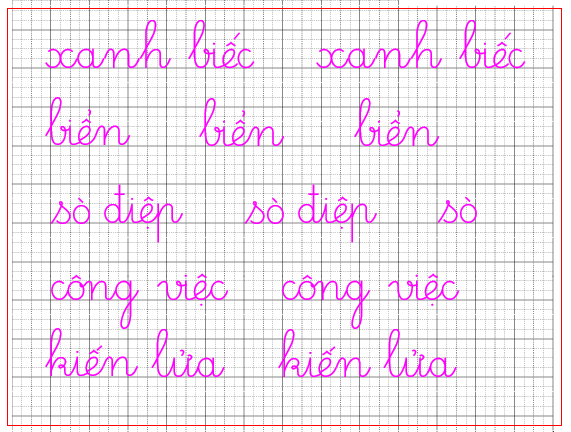 xanh biếc xanh biếc
biển biển biển
sò điệp sò điệp sò
công việc công việc
kiến lửa kiến lửa